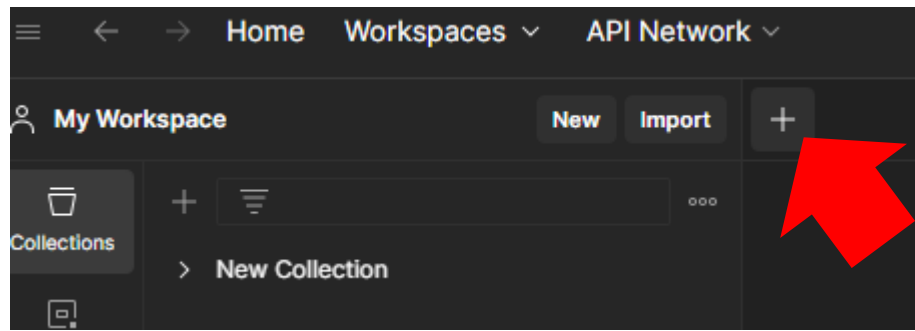 Home Workspaces API Network
My Workspace New Import
Collections
New Collection